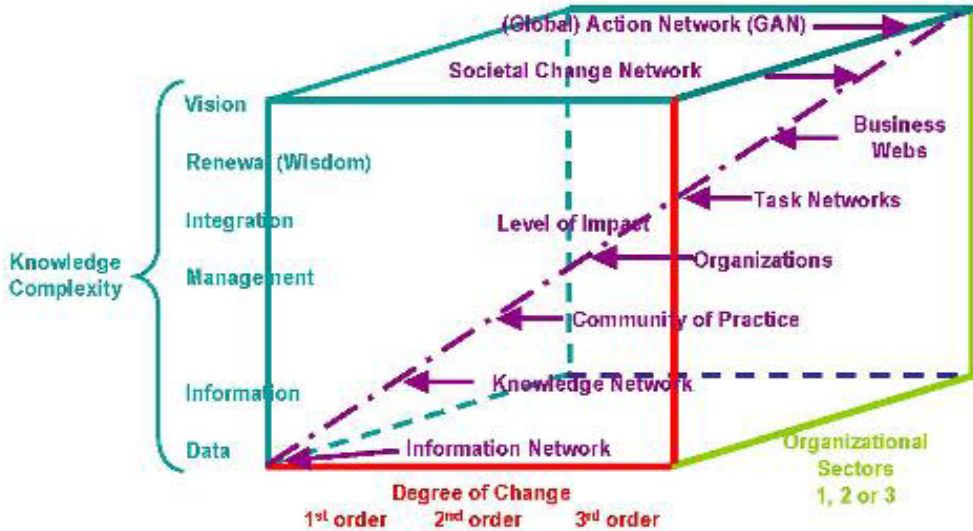 (Global) Action Network (GAN)
Societal Change Network
Vision
Business
Webs
Renewal (Wisdom)
Task Networks
Integration
Level of Impact
Knowledge
Complexity
Organizations
Management
Community of Practice
Knowledge Network
Information
Data
Information Network
Organizational
Sectors
1, 2 or 3
Degree of Change
1st order 2nd order 3rd order